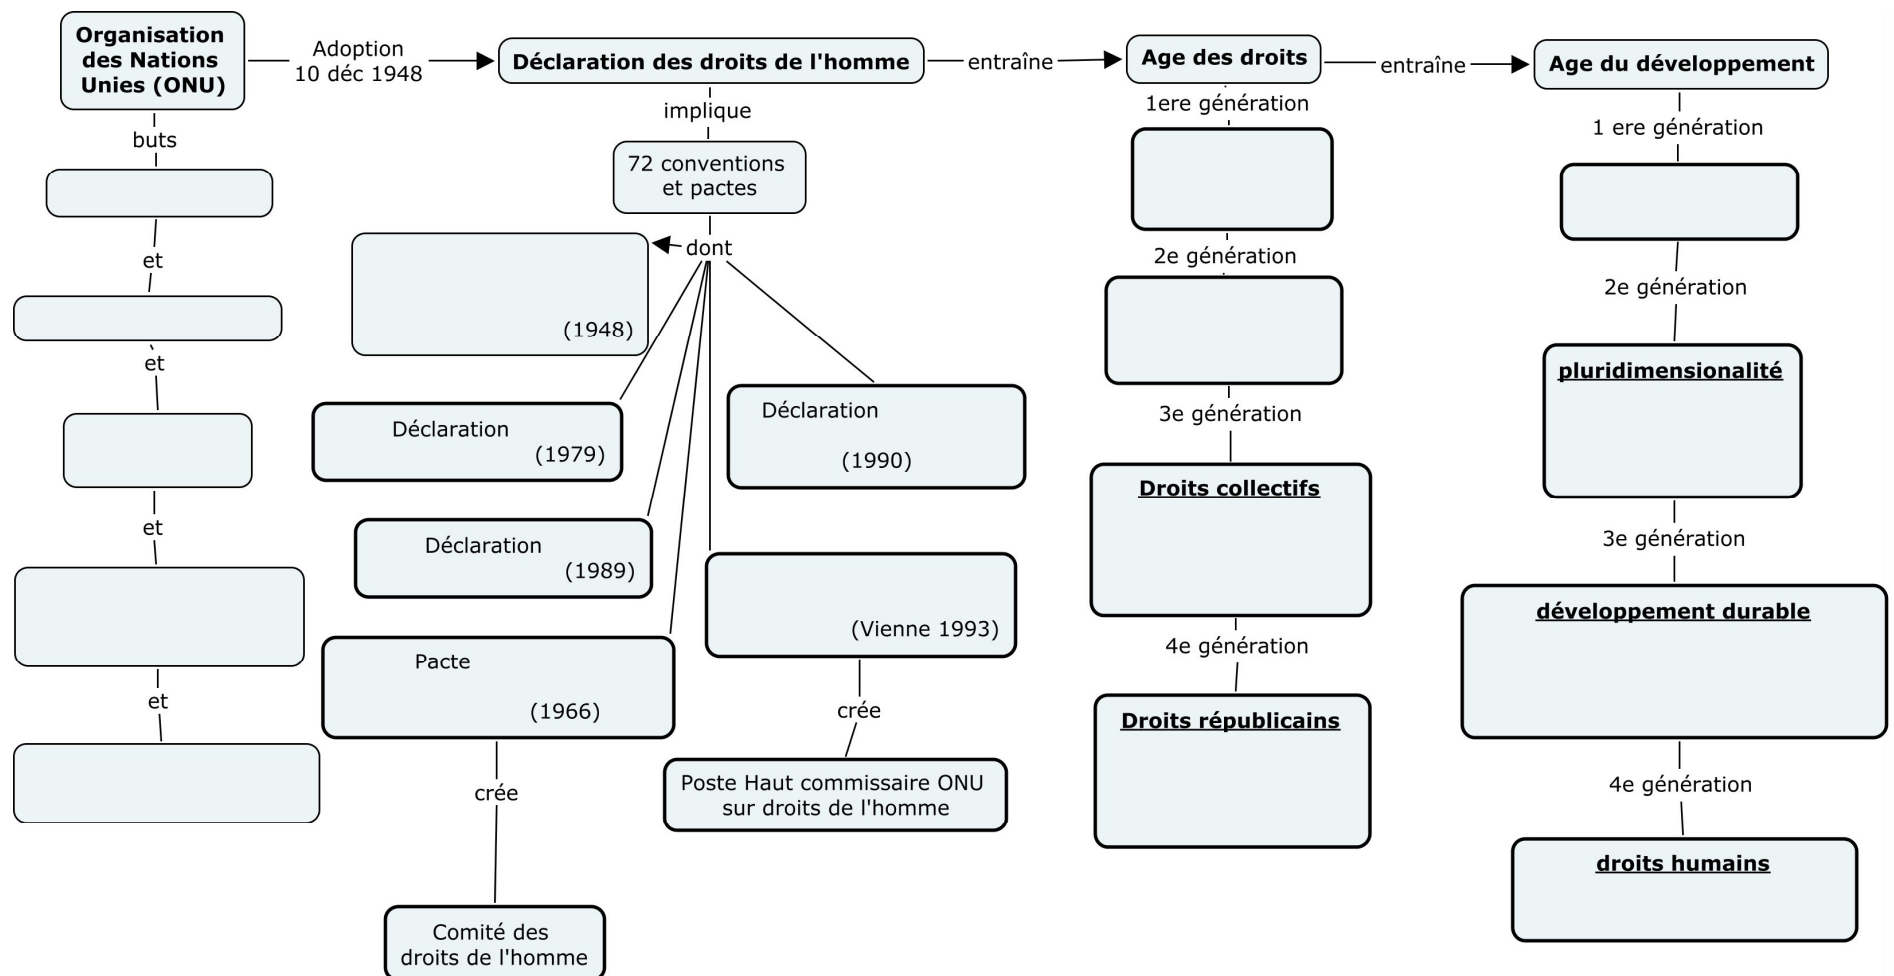 Organisation
des Nations
Unies (ONU)
Adoption
10 déc 1948
Déclaration des droits de l'homme
entraîne
Age des droits
entraîne
Age du développement
buts
et
et
et
et
implique
72 conventions
et pactes
dont
(1948)
Déclaration
(1979)
Déclaration
(1989)
Pacte
(1966)
crée
Comité des
droits de l'homme
Déclaration
(1990)
(Vienne 1993)
crée
Poste Haut commissaire ONU
sur droits de l'homme
1ere génération
2e génération
3e génération
Droits collectifs
4e génération
Droits républicains
1 ere génération
2e génération
pluridimensionalité
3e génération
développement durable
4e génération
droits humains